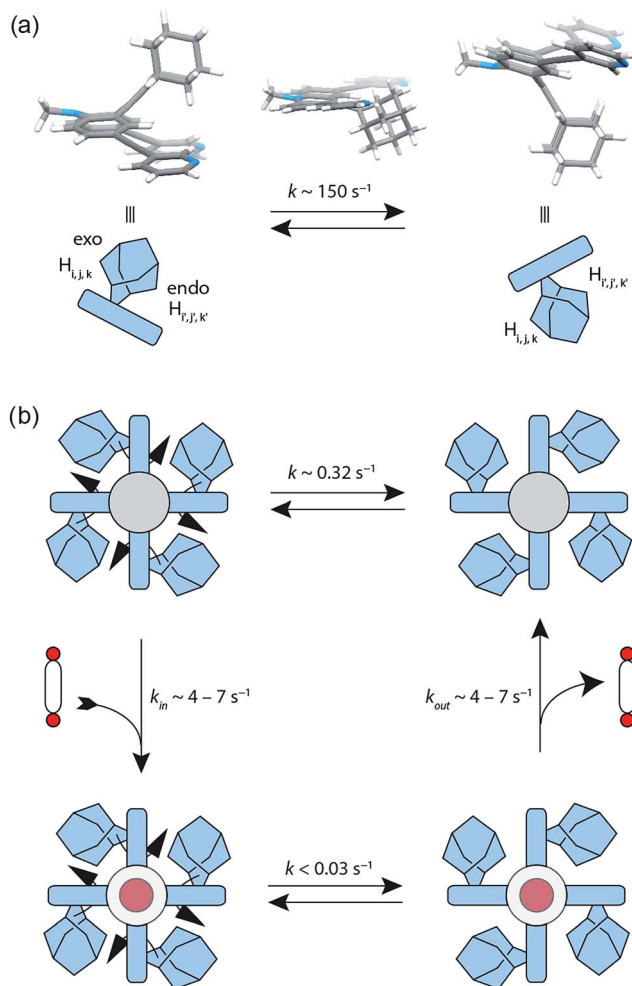 (a)
k ~ 150 s⁻¹
exo
H i, j, k
endo
H i', j', k'
H i, j, k
H i', j', k'
(b)
k ~ 0.32 s⁻¹
k in ~ 4 – 7 s⁻¹
k out ~ 4 – 7 s⁻¹
k < 0.03 s⁻¹